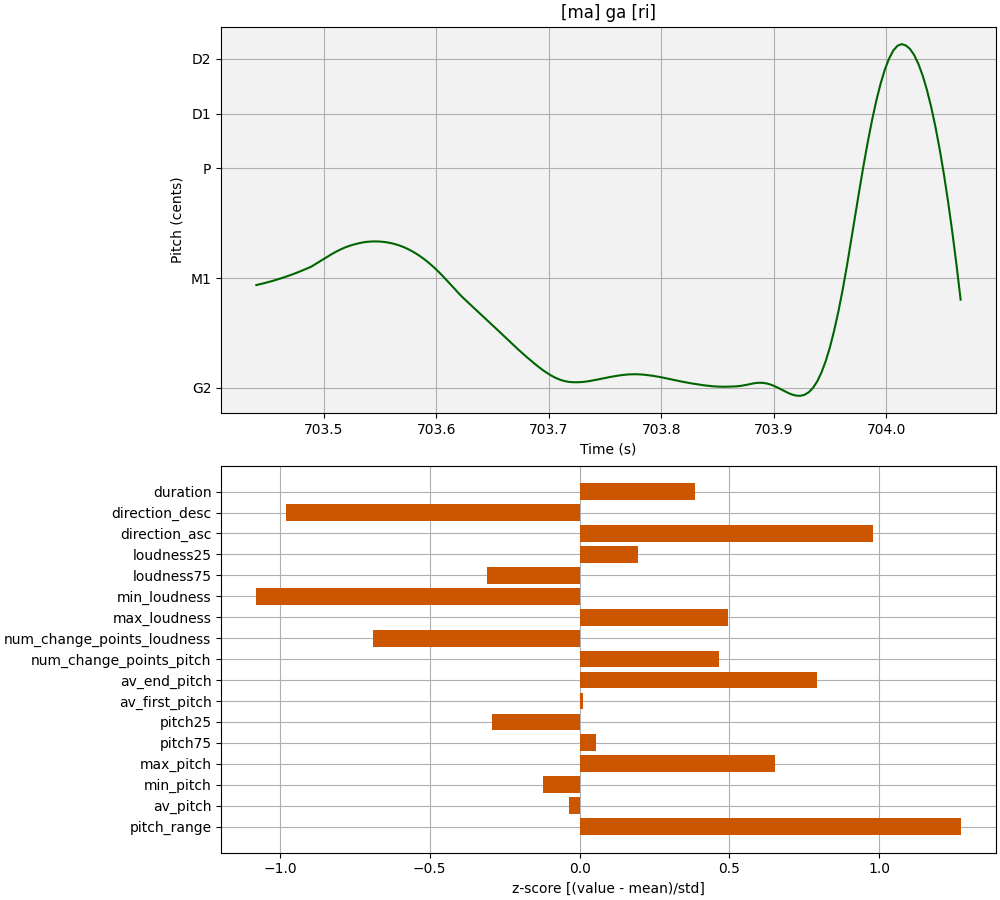 [ma] ga [ri]
D2
D1
P
M1
G2
Pitch (cents)
703.5 703.6 703.7 703.8 703.9 704.0
Time (s)
duration
direction_desc
direction_asc
loudness25
loudness75
min_loudness
max_loudness
num_change_points_loudness
num_change_points_pitch
av_end_pitch
av_first_pitch
pitch25
pitch75
max_pitch
min_pitch
av_pitch
pitch_range
−1.0 −0.5 0.0 0.5 1.0
z-score [(value - mean)/std]